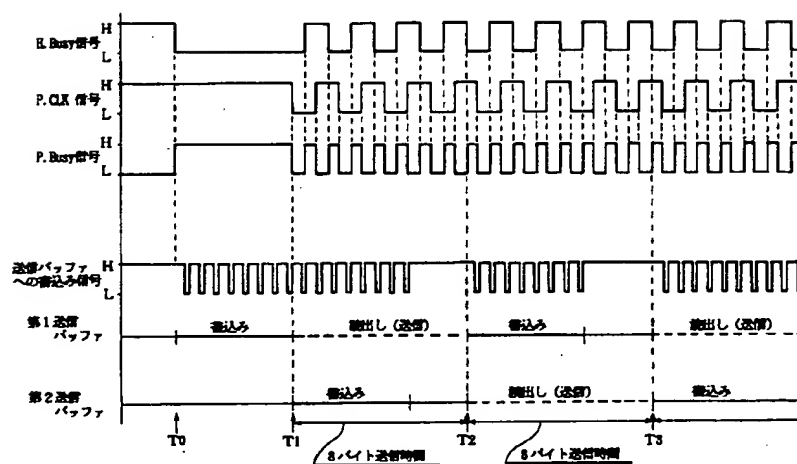 H
H.Busy信号
L
H
P.CLK 信号
L
H
P.Busy信号
L
送信バッファ H
への書込み信号
L
第1送信 書込み 読出し (送信) 書込み 読出し (送信)
バッファ
第2送信 書込み 読出し (送信) 書込み
バッファ
T0 T1 T2 T3
8バイト送信時間 8バイト送信時間